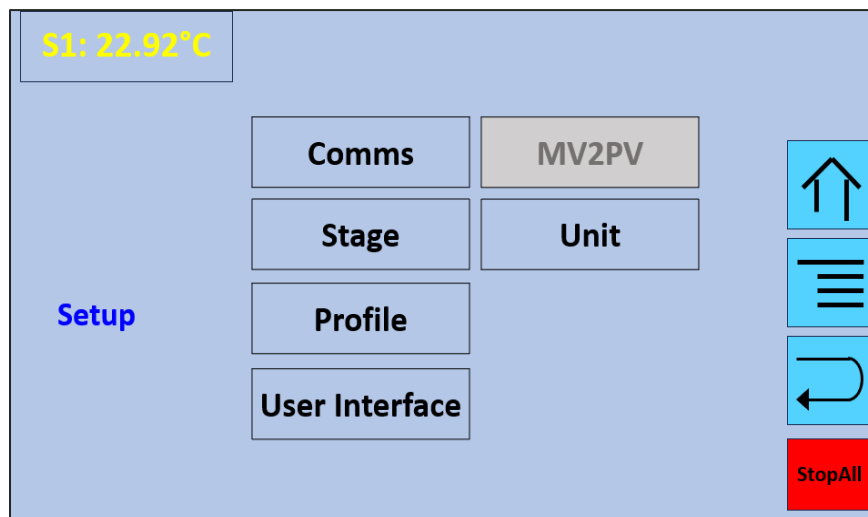 S1: 22.92°C
Comms
MV2PV
Stage
Unit
Setup
Profile
User Interface
StopAll